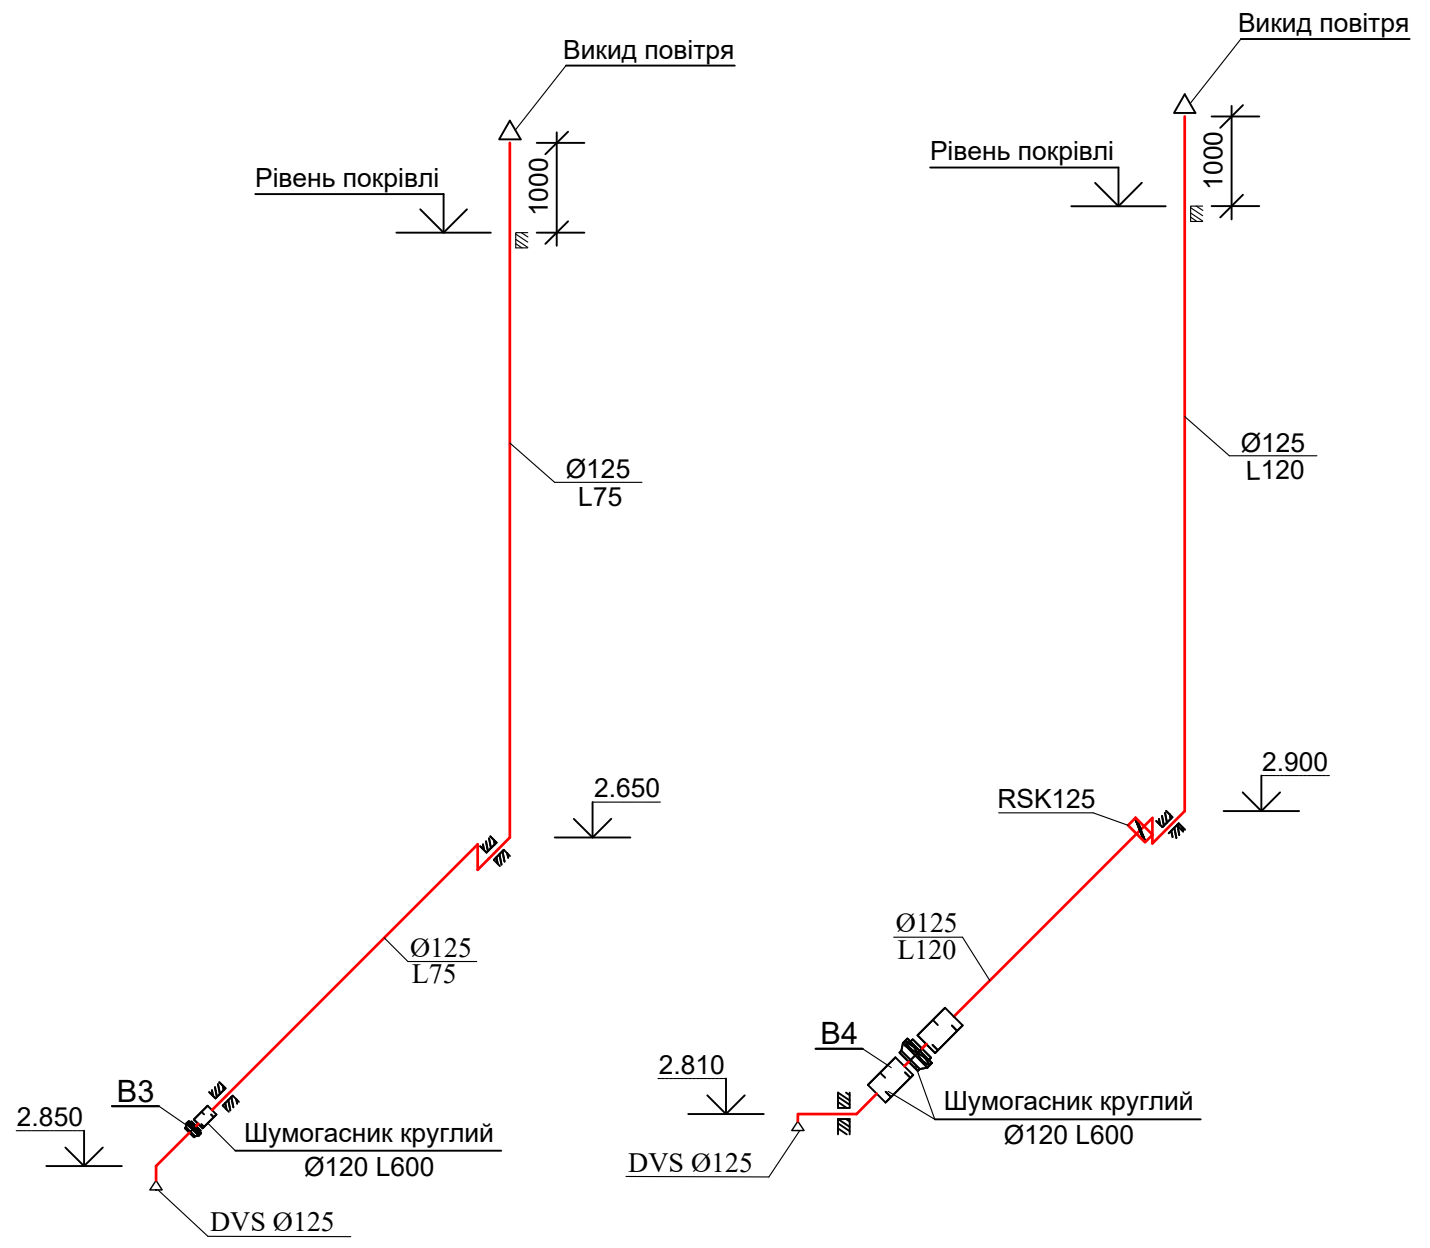 Викид повітря
Рівень покрівлі
1000
Ø125
L75
2.650
Ø125
L75
B3
2.850
Шумогасник круглий
Ø120 L600
DVS Ø125
Викид повітря
Рівень покрівлі
1000
Ø125
L120
2.900
RSK125
Ø125
L120
B4
2.810
Шумогасник круглий
Ø120 L600
DVS Ø125